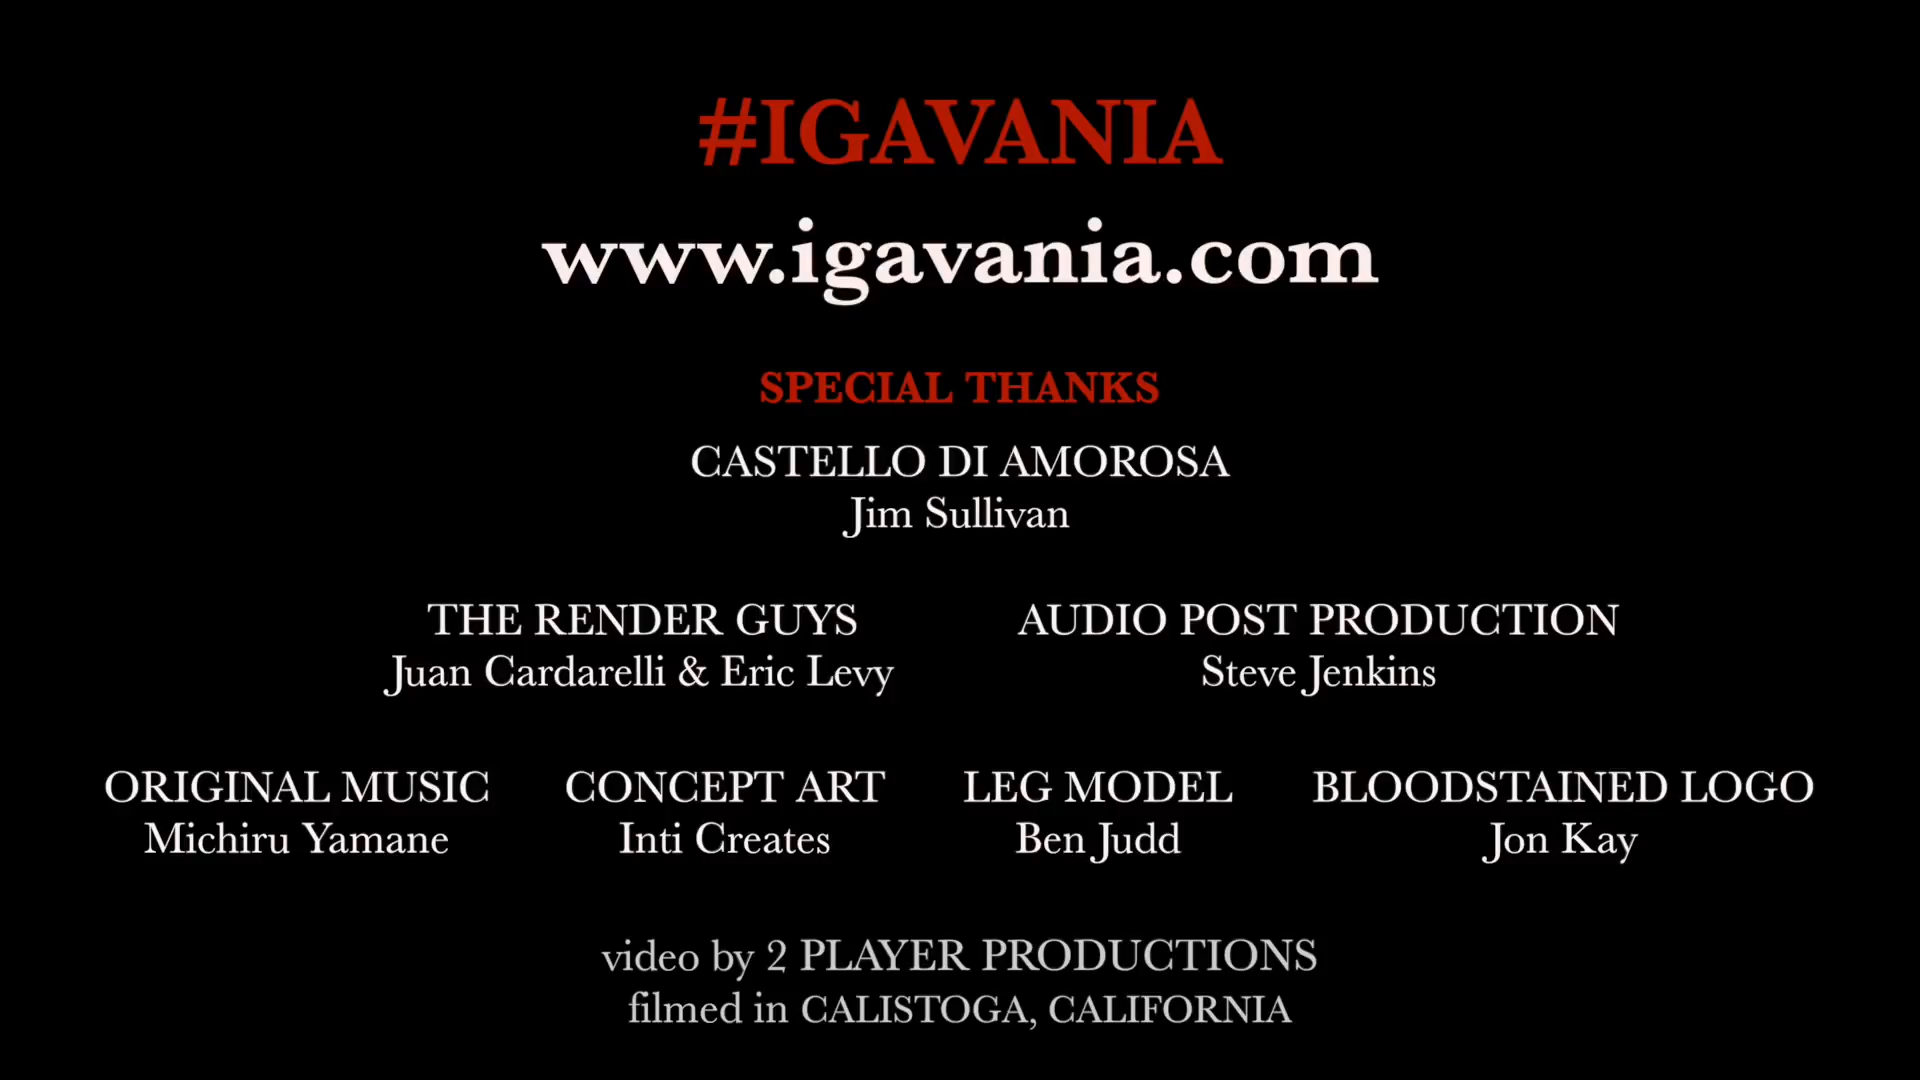 #IGAVANIA
www.igavania.com
SPECIAL THANKS
CASTELLO DI AMOROSA
Jim Sullivan
THE RENDER GUYS
Juan Cardarelli & Eric Levy
AUDIO POST PRODUCTION
Steve Jenkins
ORIGINAL MUSIC
Michiru Yamane
CONCEPT ART
Inti Creates
LEG MODEL
Ben Judd
BLOODSTAINED LOGO
Jon Kay
video by 2 PLAYER PRODUCTIONS
filmed in CALISTOGA, CALIFORNIA